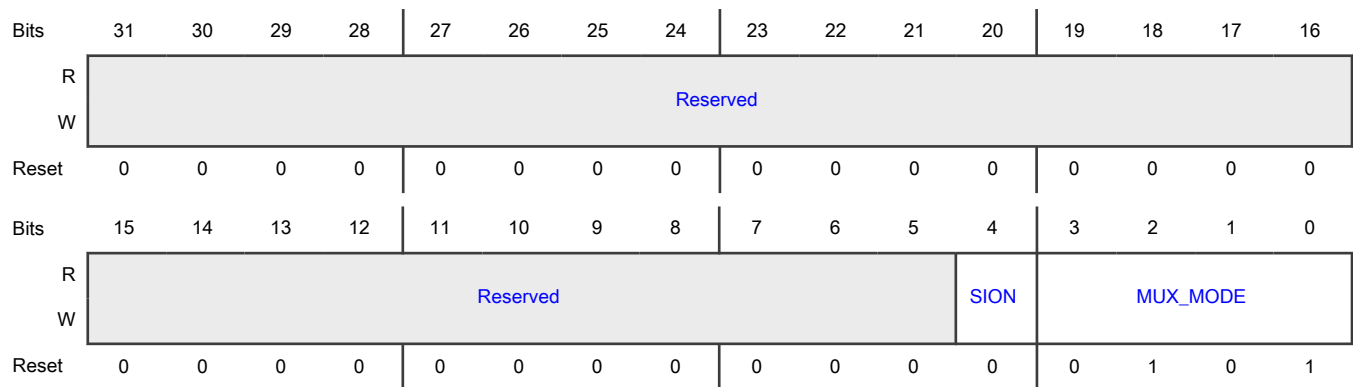 Bits 31 30 29 28 27 26 25 24 23 22 21 20 19 18 17 16
R
Reserved
W
Reset 0 0 0 0 0 0 0 0 0 0 0 0 0 0 0 0
Bits 15 14 13 12 11 10 9 8 7 6 5 4 3 2 1 0
R
Reserved SION MUX_MODE
W
Reset 0 0 0 0 0 0 0 0 0 0 0 0 0 1 0 1